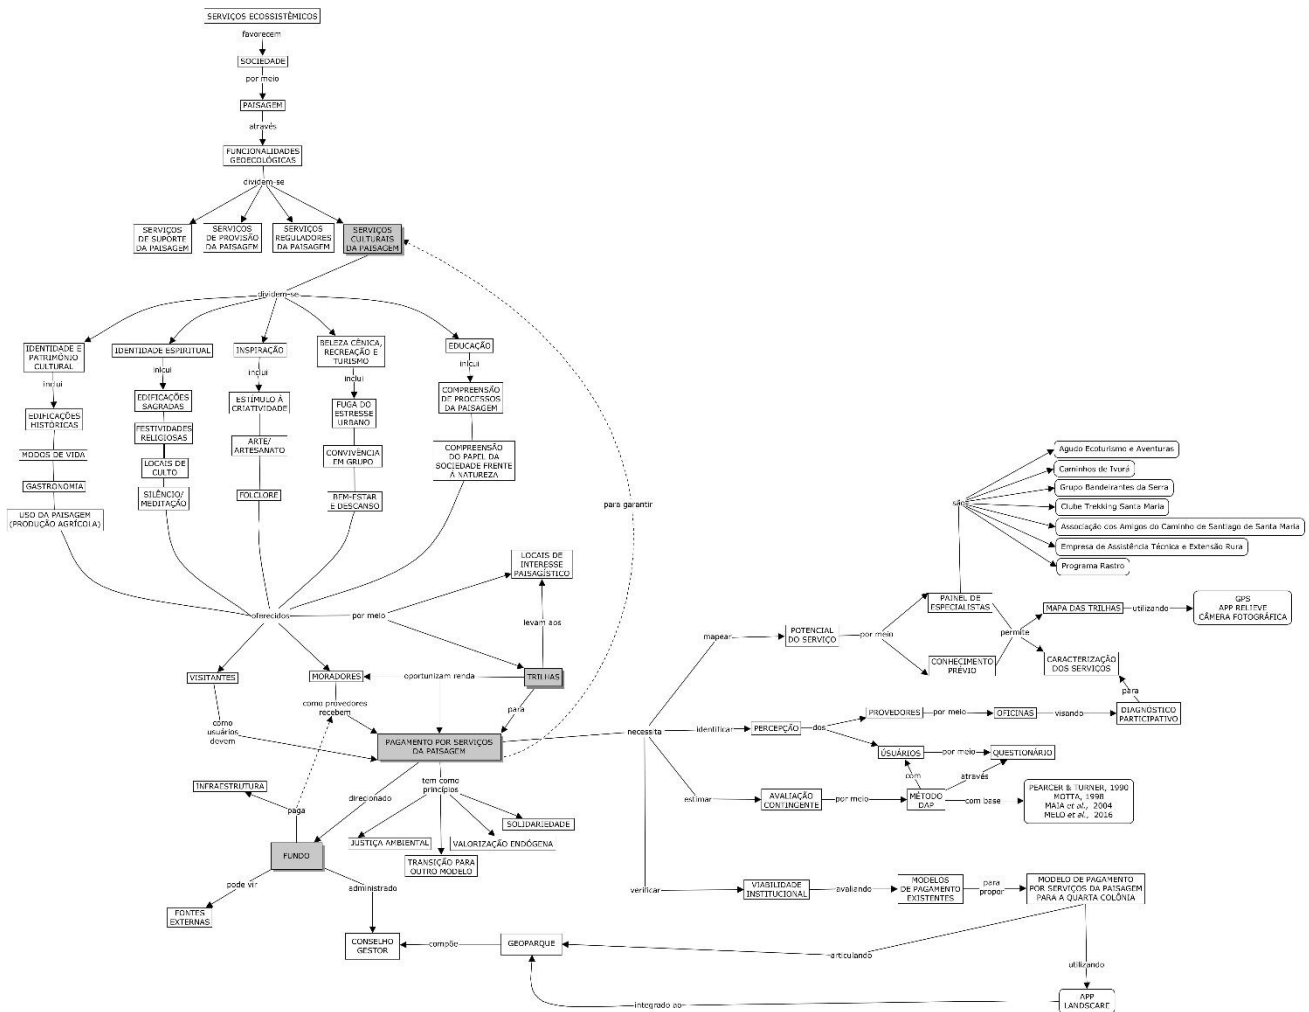 SERVIÇOS ECOSSISTÊMICOS
favorecem
SOCIEDADE
por meio
PAISAGEM
através
FUNCIONALIDADES
GEOECOLÓGICAS
dividem-se
SERVIÇOS
DE SUPORTE
DA PAISAGEM
SERVIÇOS
DE PROVISÃO
DA PAISAGEM
SERVIÇOS
REGULADORES
DA PAISAGEM
SERVIÇOS
CULTURAIS
DA PAISAGEM
dividem-se
IDENTIDADE E
PATRIMÔNIO
CULTURAL
inclui
EDIFICAÇÕES
HISTÓRICAS
MODOS DE VIDA
GASTRONOMIA
USO DA PAISAGEM
(PRODUÇÃO AGRÍCOLA)
IDENTIDADE ESPIRITUAL
inlcui
EDIFICAÇÕES
SAGRADAS
FESTIVIDADES
RELIGIOSAS
LOCAIS DE
CULTO
SILÊNCIO/
MEDITAÇÃO
INSPIRAÇÃO
inclui
ESTÍMULO À
CRIATIVIDADE
ARTE/
ARTESANATO
FOLCLORE
BELEZA CÊNICA,
RECREAÇÃO E
TURISMO
inclui
FUGA DO
ESTRESSE
URBANO
CONVIVÊNCIA
EM GRUPO
BEM-ESTAR
E DESCANSO
EDUCAÇÃO
inlcui
COMPREENSÃO
DE PROCESSOS
DA PAISAGEM
COMPREENSÃO
DO PAPEL DA
SOCIEDADE FRENTE
À NATUREZA
para garantir
oferecidos
por meio
LOCAIS DE
INTERESSE
PAISAGÍSTICO
levam aos
TRILHAS
oportunizam renda
VISITANTES
MORADORES
como
usuários
devem
como provedores
recebem
para
PAGAMENTO POR SERVIÇOS
DA PAISAGEM
INFRAESTRUTURA
paga
direcionado
tem como
princípios
JUSTIÇA AMBIENTAL
TRANSIÇÃO PARA
OUTRO MODELO
VALORIZAÇÃO ENDÓGENA
SOLIDARIEDADE
FUNDO
pode vir
FONTES
EXTERNAS
administrado
CONSELHO
GESTOR
compõe
GEOPARQUE
necessita
mapear
POTENCIAL
DO SERVIÇO
por meio
PAINEL DE
ESPECIALISTAS
CONHECIMENTO
PRÉVIO
são
Agudo Ecoturismo e Aventuras
Caminhos de Ivorá
Grupo Bandeirantes da Serra
Clube Trekking Santa Maria
Associação dos Amigos do Caminho de Santiago de Santa Maria
Empresa de Assistência Técnica e Extensão Rura
Programa Rastro
permite
MAPA DAS TRILHAS
utilizando
GPS
APP RELIEVE
CÂMERA FOTOGRÁFICA
CARACTERIZAÇÃO
DOS SERVIÇOS
para
DIAGNÓSTICO
PARTICIPATIVO
identificar
PERCEPÇÃO
dos
PROVEDORES
por meio
OFICINAS
visando
ÚSUÁRIOS
por meio
QUESTIONÁRIO
com
através
estimar
AVALIAÇÃO
CONTINGENTE
por meio
MÉTODO
DAP
com base
PEARCER & TURNER, 1990
MOTTA, 1998
MAIA et al., 2004
MELO et al., 2016
verificar
VIABILIDADE
INSTITUCIONAL
avaliando
MODELOS
DE PAGAMENTO
EXISTENTES
para
propor
MODELO DE PAGAMENTO
POR SERVIÇOS DA PAISAGEM
PARA A QUARTA COLÔNIA
articulando
utilizando
APP
LANDSCARE
integrado ao